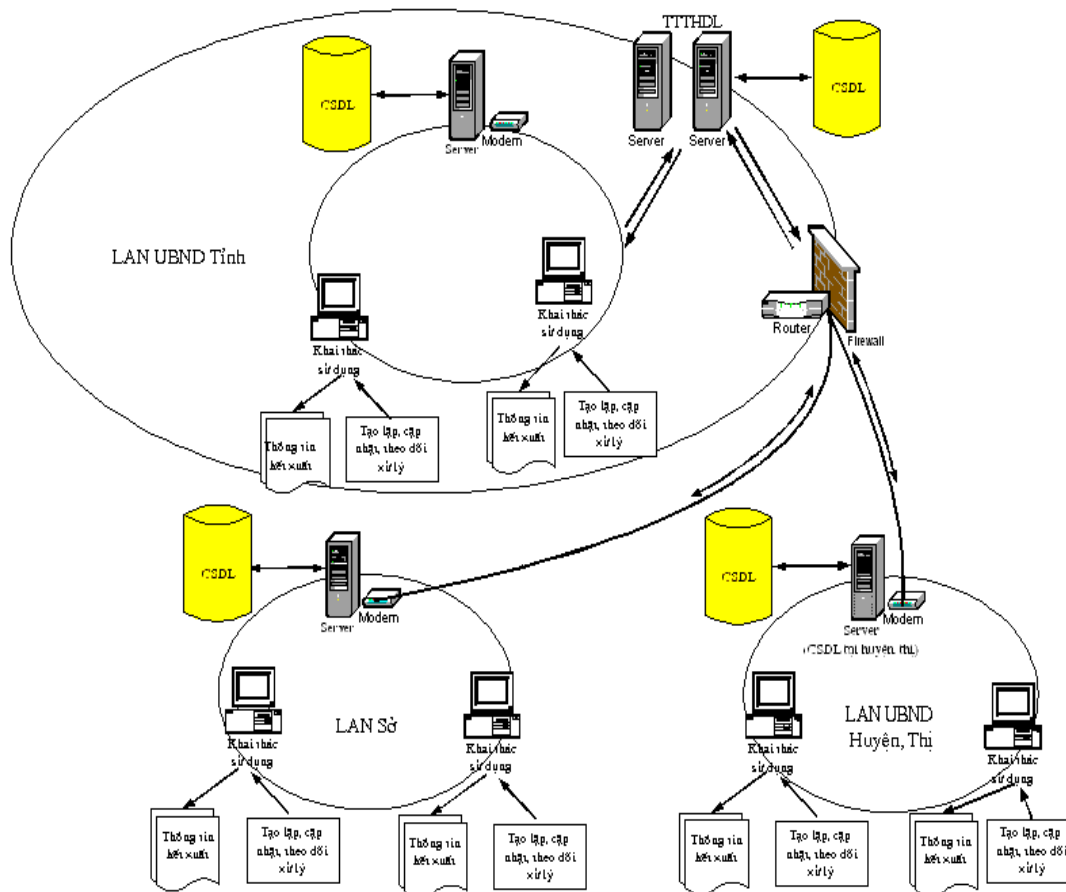 TTTHDL
CSDL
Server
Modem
Server
Server
CSDL
LAN UBND Tỉnh
Khai thác
sử dụng
Khai thác
sử dụng
Router
Firewall
Thông tin
kết xuất
Tạo lập, cập
nhật, theo dõi
xử lý
Thông tin
kết xuất
Tạo lập, cập
nhật, theo dõi
xử lý
CSDL
Server
Modem
CSDL
Server
Modem
(CSDL tại huyện, thị)
LAN Sở
Khai thác
sử dụng
Khai thác
sử dụng
LAN UBND
Huyện, Thị
Khai thác
sử dụng
Khai thác
sử dụng
Thông tin
kết xuất
Tạo lập, cập
nhật, theo dõi
xử lý
Thông tin
kết xuất
Tạo lập, cập
nhật, theo dõi
xử lý
Thông tin
kết xuất
Tạo lập, cập
nhật, theo dõi
xử lý
Thông tin
kết xuất
Tạo lập, cập
nhật, theo dõi
xử lý